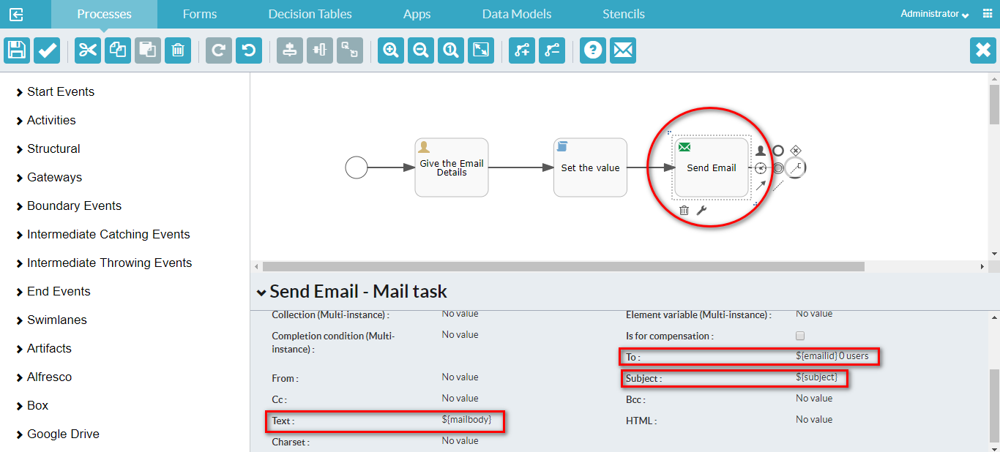 Processes Forms Decision Tables Apps Data Models Stencils Administrator
Start Events
Activities
Structural
Gateways
Boundary Events
Intermediate Catching Events
Intermediate Throwing Events
End Events
Swimlanes
Artifacts
Alfresco
Box
Google Drive
Give the Email
Details
Set the value
Send Email
Send Email - Mail task
Collection (Multi-instance) : No value
Element variable (Multi-instance) : No value
Completion condition (Multi-
instance) : No value
Is for compensation :
To : ${emailid} 0 users
From : No value
Subject : ${subject}
Cc : No value
Bcc : No value
Text : ${mailbody}
HTML : No value
Charset : No value